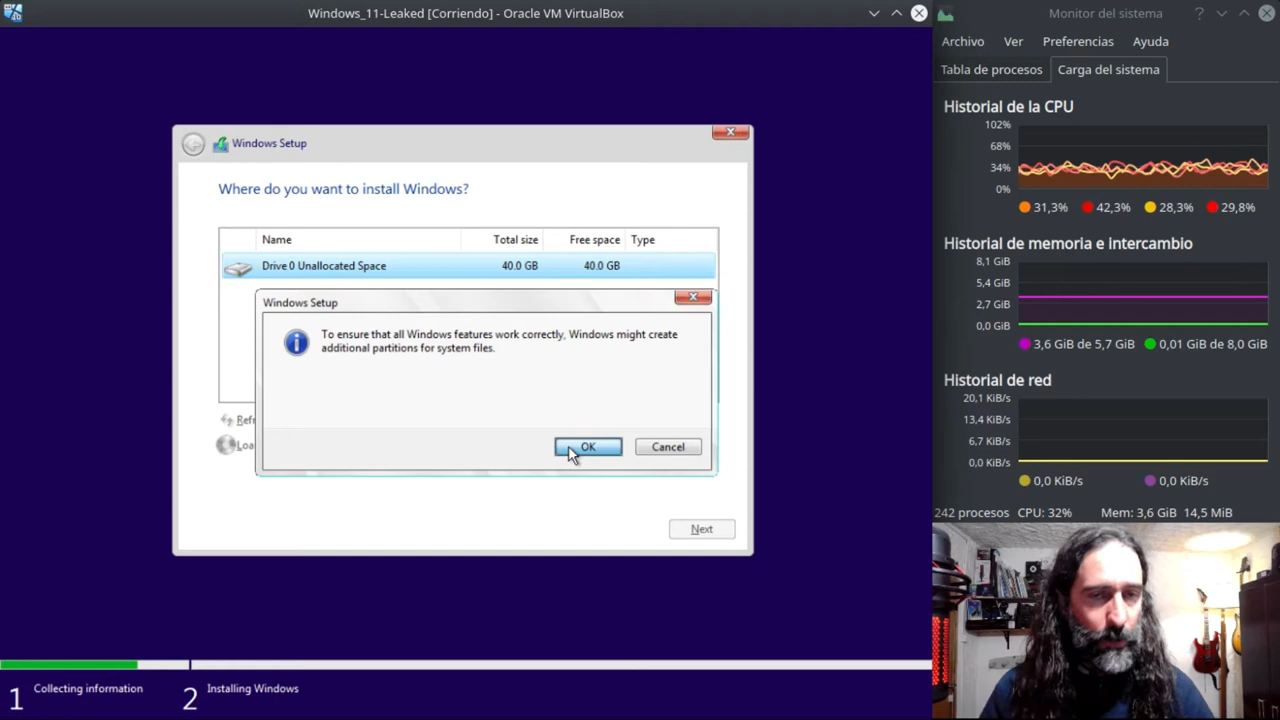 Windows_11-Leaked [Corriendo] - Oracle VM VirtualBox
Windows Setup
Where do you want to install Windows?
Name Total size Free space Type
Drive 0 Unallocated Space 40.0 GB 40.0 GB
Windows Setup
To ensure that all Windows features work correctly, Windows might create
additional partitions for system files.
OK Cancel
Refr
Loa
Next
1 Collecting information 2 Installing Windows
Monitor del sistema
Archivo Ver Preferencias Ayuda
Tabla de procesos Carga del sistema
Historial de la CPU
102%
68%
34%
0%
31,3% 42,3% 28,3% 29,8%
Historial de memoria e intercambio
8,1 GiB
5,4 GiB
2,7 GiB
0,0 GiB
3,6 GiB de 5,7 GiB 0,01 GiB de 8,0 GiB
Historial de red
20,1 KiB/s
13,4 KiB/s
6,7 KiB/s
0,0 KiB/s
0,0 KiB/s 0,0 KiB/s
242 procesos CPU: 32% Mem: 3,6 GiB 14,5 MiB